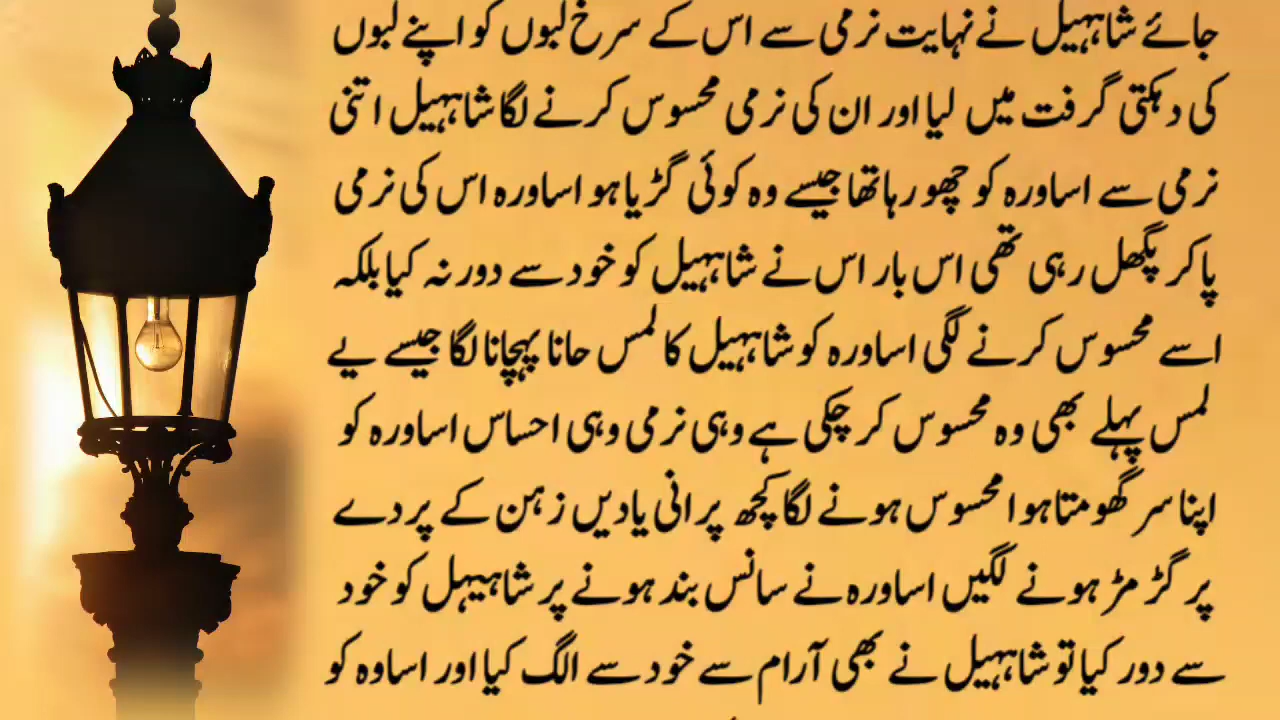 جائے شاہیل نے نہایت نرمی سے اس کے سرخ لبوں کو اپنے لبوں
کی دہکتی گرفت میں لیا اور ان کی نرمی محسوس کرنے لگا شاہیل اتنی
نرمی سے اساورہ کو چھو رہا تھا جیسے وہ کوئی گڑیا ہو اساورہ اس کی نرمی
پا کر پگھل رہی تھی اس بار اس نے شاہیل کو خود سے دور نہ کیا بلکہ
اسے محسوس کرنے لگی اساورہ کو شاہیل کا لمس حانا پہچانا لگا جیسے یے
لمس پہلے بھی وہ محسوس کر چکی ہے وہی نرمی وہی احساس اساورہ کو
اپنا سر گھومتا ہوا محسوس ہونے لگا کچھ پرانی یادیں زہن کے پردے
پر گڑ مڑ ہونے لگیں اساورہ نے سانس بند ہونے پر شاہیل کو خود
سے دور کیا تو شاہیل نے بھی آرام سے خود سے الگ کیا اور اساوہ کو